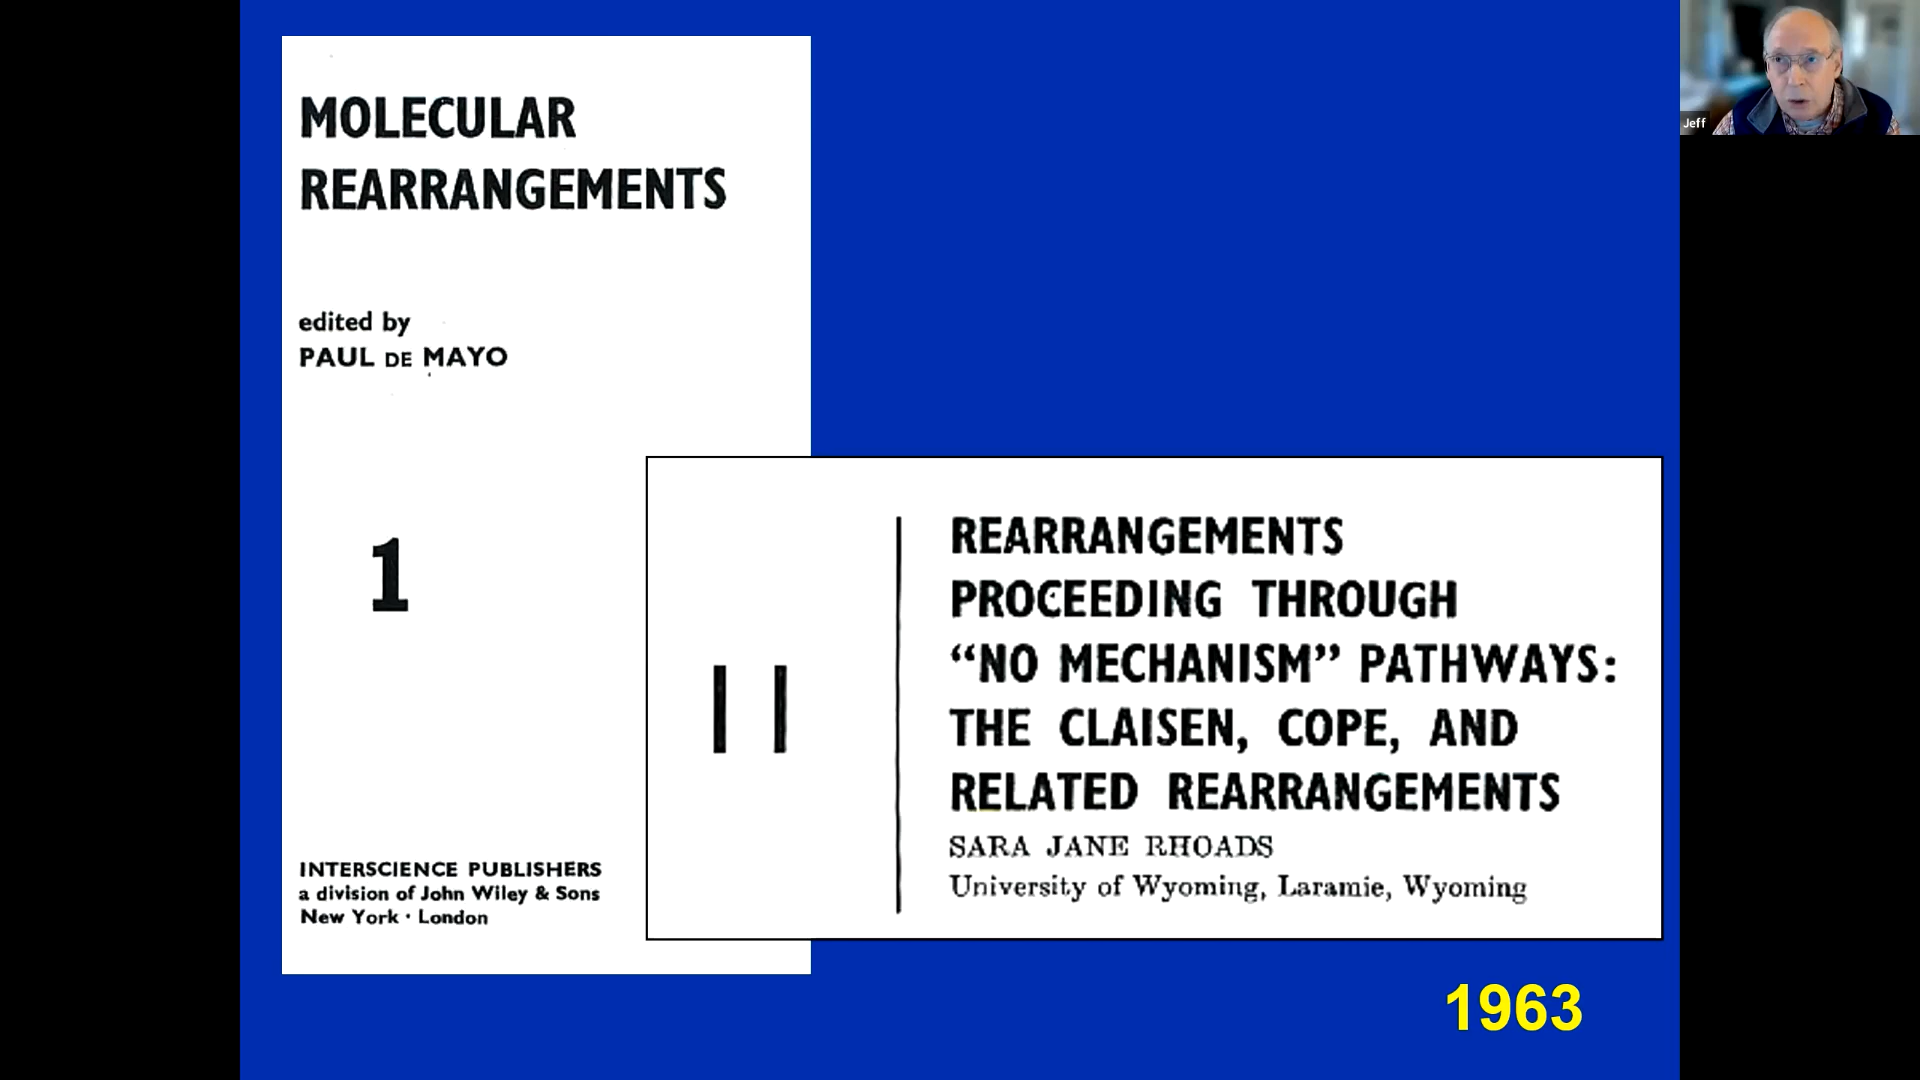 MOLECULAR
REARRANGEMENTS
edited by
PAUL DE MAYO
1
INTERSCIENCE PUBLISHERS
a division of John Wiley & Sons
New York · London
11
REARRANGEMENTS
PROCEEDING THROUGH
“NO MECHANISM” PATHWAYS:
THE CLAISEN, COPE, AND
RELATED REARRANGEMENTS
SARA JANE RHOADS
University of Wyoming, Laramie, Wyoming
1963
Jeff